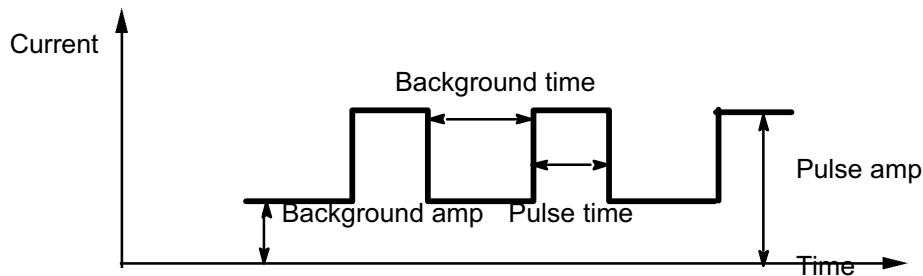 Current
Background time
Pulse amp
Background amp
Pulse time
Time